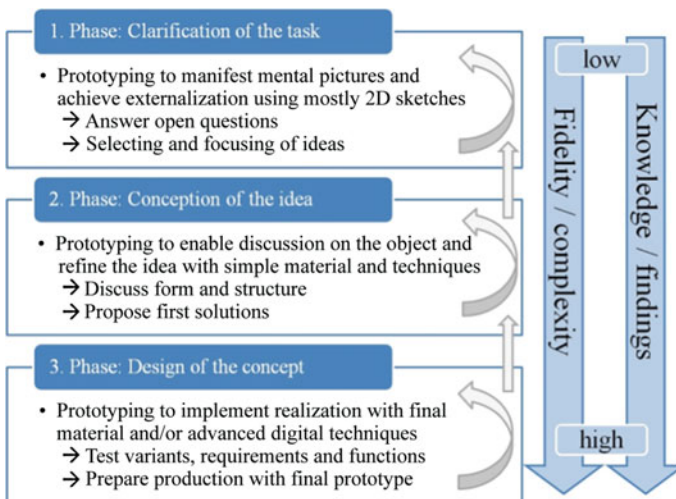 1. Phase: Clarification of the task
• Prototyping to manifest mental pictures and
achieve externalization using mostly 2D sketches
→ Answer open questions
→ Selecting and focusing of ideas
2. Phase: Conception of the idea
• Prototyping to enable discussion on the object and
refine the idea with simple material and techniques
→ Discuss form and structure
→ Propose first solutions
3. Phase: Design of the concept
• Prototyping to implement realization with final
material and/or advanced digital techniques
→ Test variants, requirements and functions
→ Prepare production with final prototype
low
Fidelity / complexity
Knowledge / findings
high